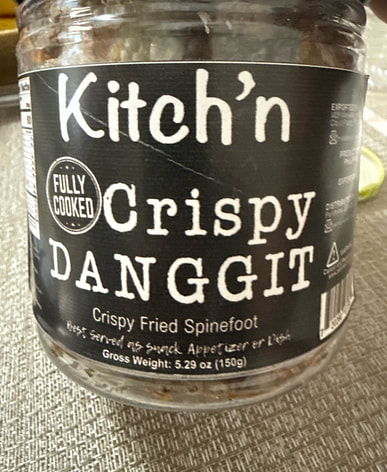 Kitch'n
FULLY
COOKED
Crispy
DANGGIT
Crispy Fried Spinefoot
Best Served as Snack Appetizer or Dish
Gross Weight: 5.29 oz (150g)